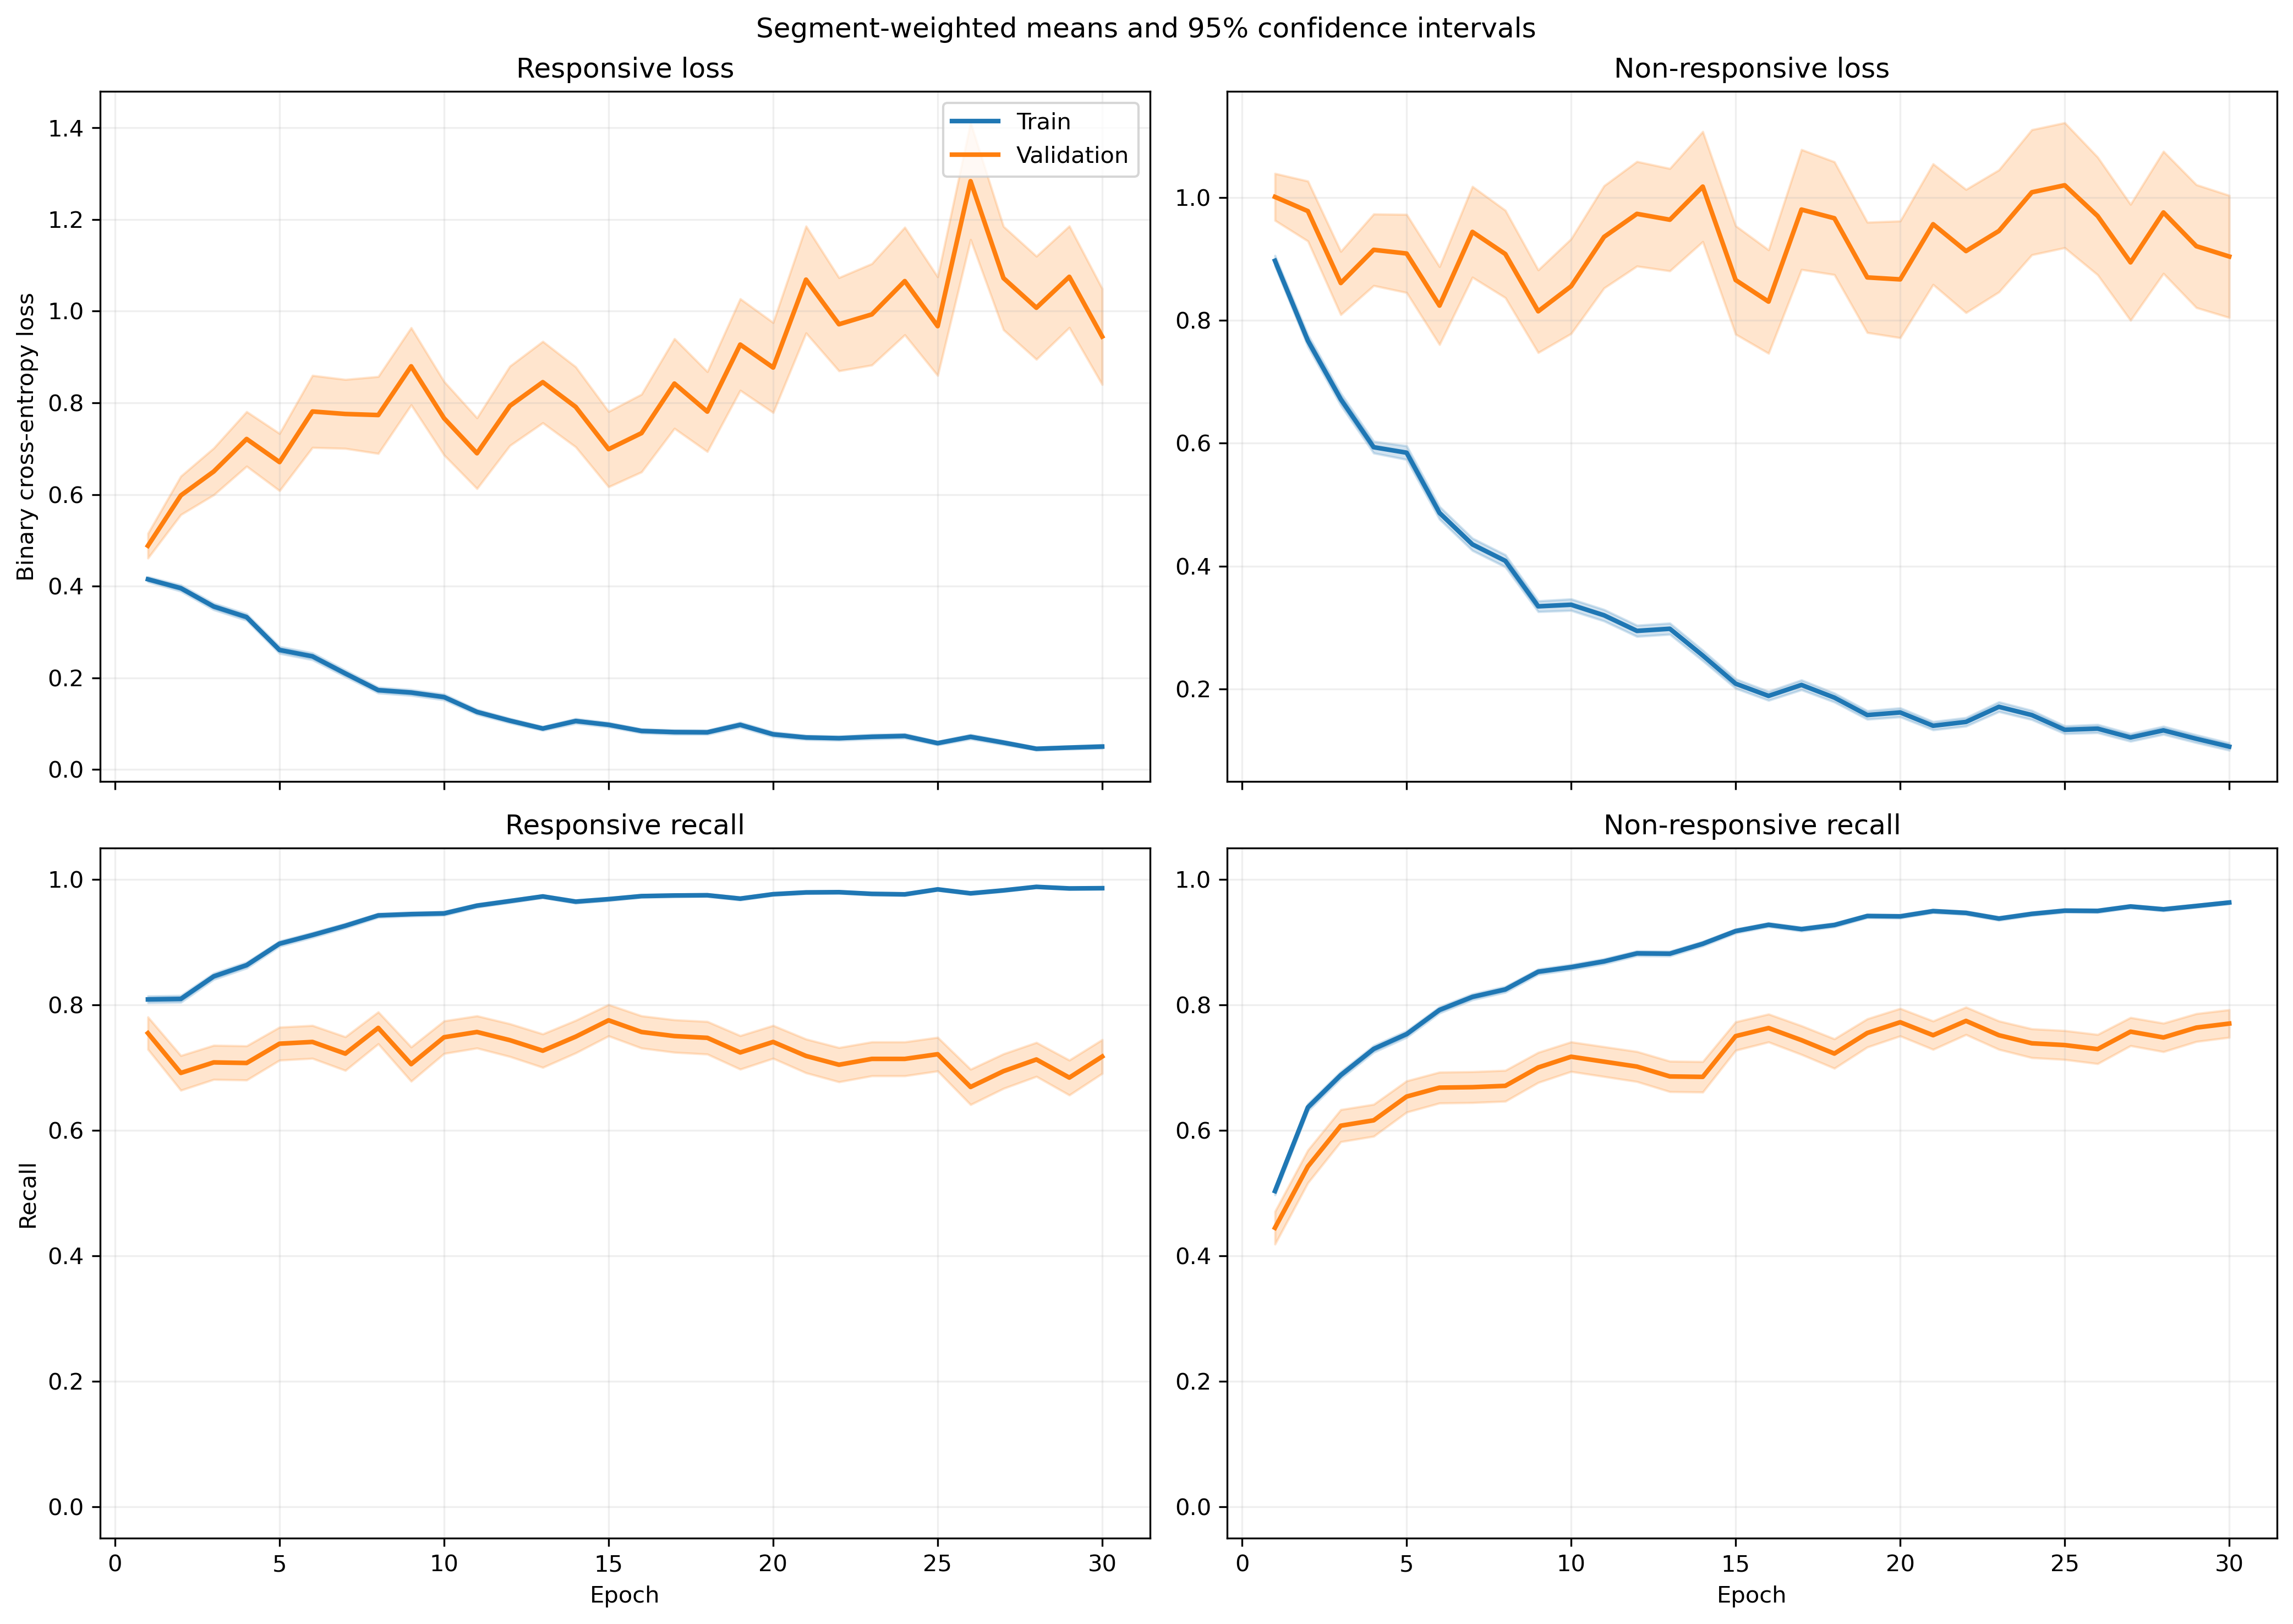 Segment-weighted means and 95% confidence intervals
Responsive loss
Non-responsive loss
Binary cross-entropy loss
1.4
1.2
1.0
0.8
0.6
0.4
0.2
0.0
Train
Validation
1.0
0.8
0.6
0.4
0.2
Responsive recall
Non-responsive recall
Recall
1.0
0.8
0.6
0.4
0.2
0.0
0 5 10 15 20 25 30
Epoch
1.0
0.8
0.6
0.4
0.2
0.0
0 5 10 15 20 25 30
Epoch